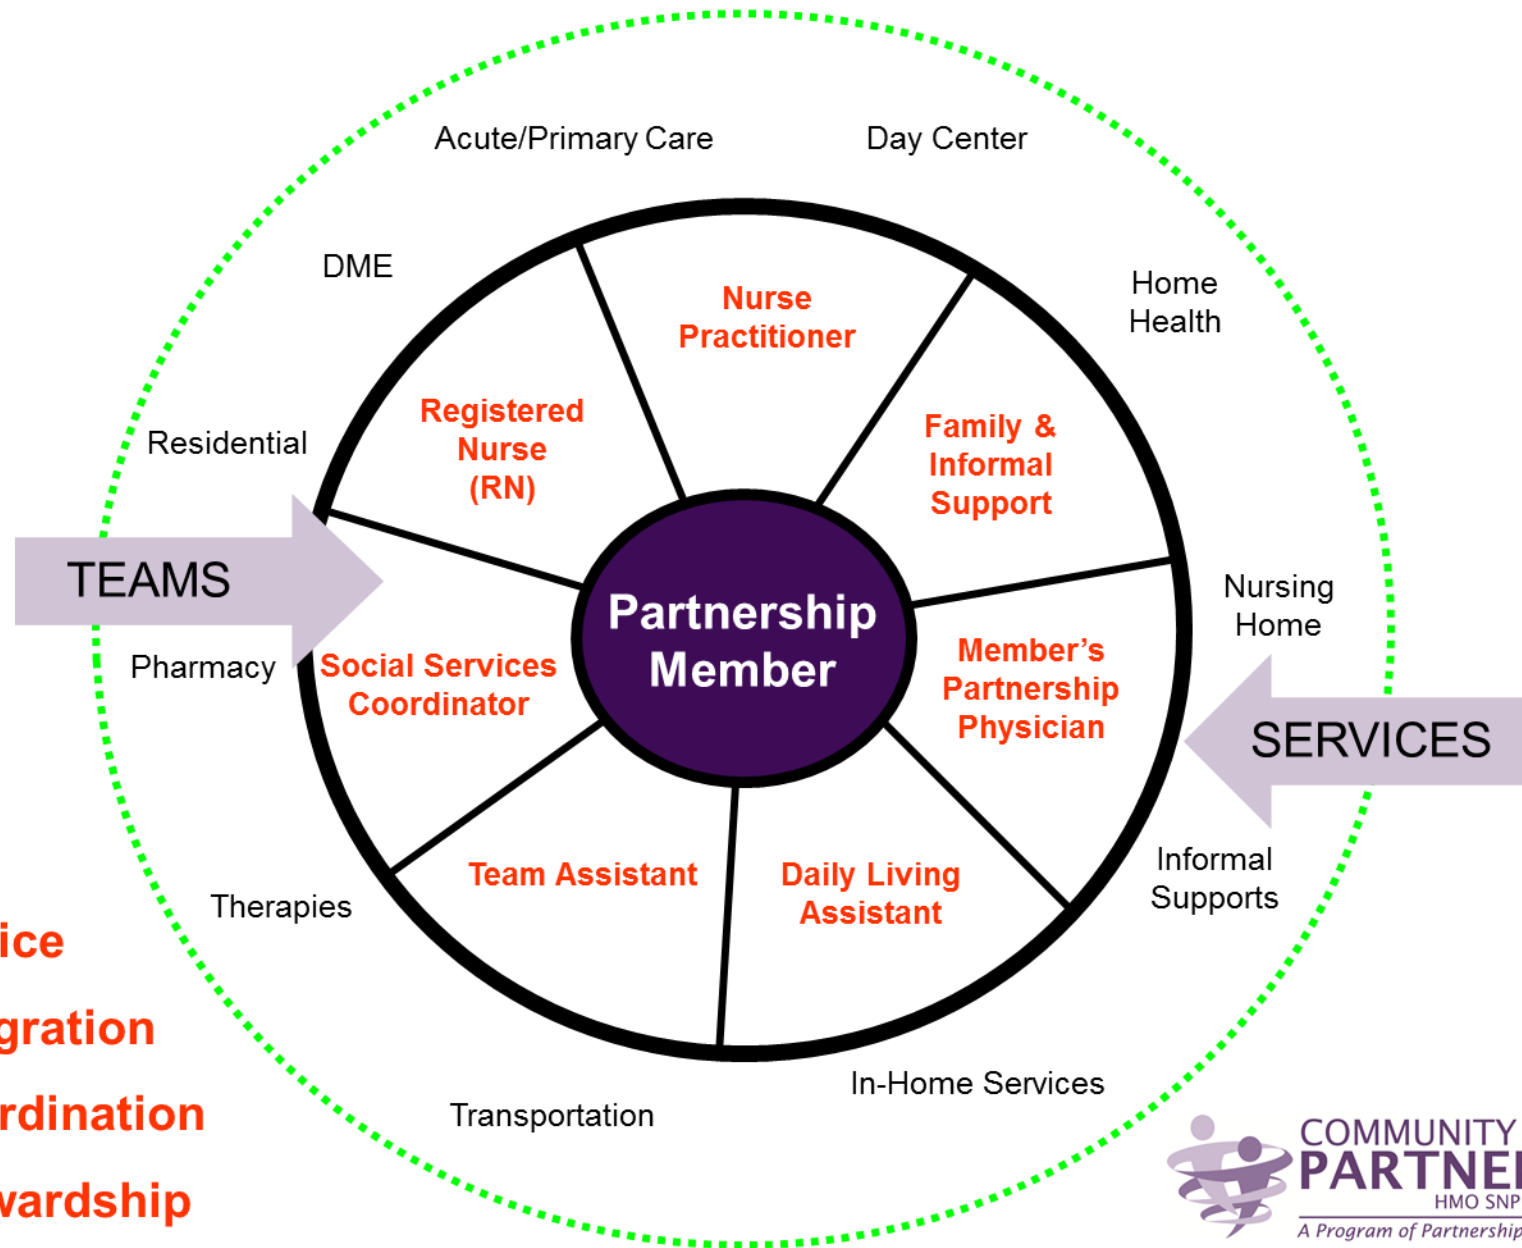 Acute/Primary Care
Day Center
DME
Home
Health
Nurse
Practitioner
Registered
Nurse
(RN)
Family &
Informal
Support
Residential
TEAMS
Partnership
Member
Nursing
Home
Pharmacy
Social Services
Coordinator
Member’s
Partnership
Physician
SERVICES
Team Assistant
Daily Living
Assistant
Informal
Supports
Therapies
ice
gration
rdination
wardship
In-Home Services
Transportation
COMMUNITY
PARTNE
HMO SNP
A Program of Partnership